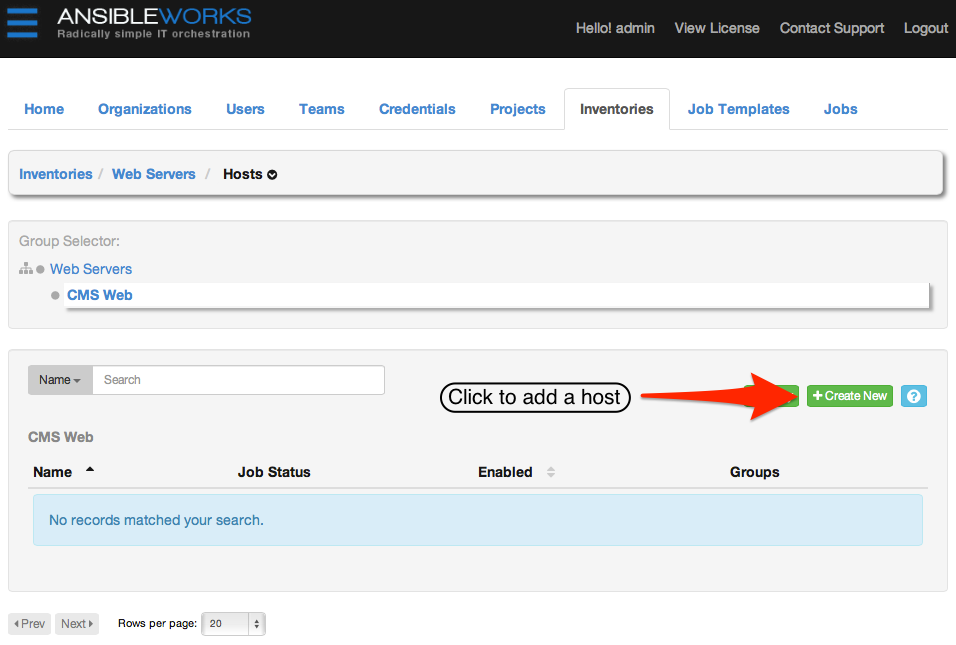 ANSIBLEWORKS
Radically simple IT orchestration
Hello! admin View License Contact Support Logout
Home Organizations Users Teams Credentials Projects Inventories Job Templates Jobs
Inventories / Web Servers / Hosts
Group Selector:
Web Servers
CMS Web
Name Search
Click to add a host + Create New ?
CMS Web
Name Job Status Enabled Groups
No records matched your search.
Prev Next Rows per page: 20